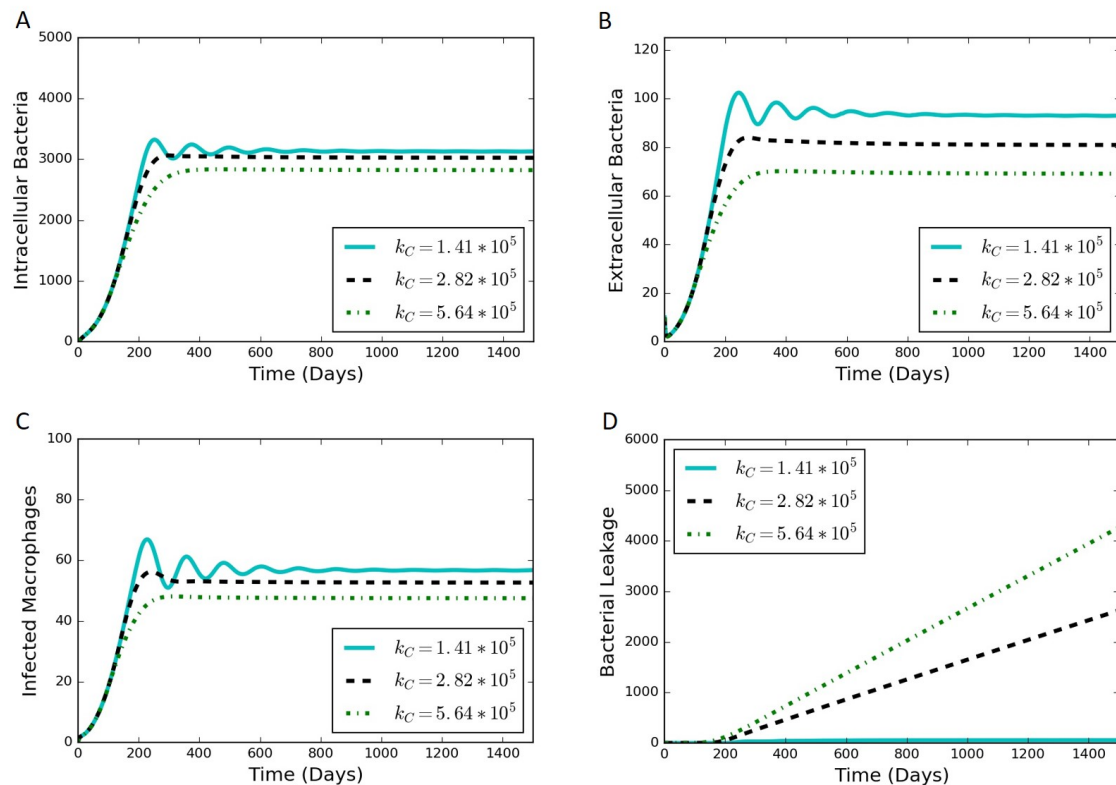 A
5000
4000
3000
2000
1000
0
Intracellular Bacteria
k_C = 1.41 * 10^5
k_C = 2.82 * 10^5
k_C = 5.64 * 10^5
0 200 400 600 800 1000 1200 1400
Time (Days)
B
120
100
80
60
40
20
0
Extracellular Bacteria
k_C = 1.41 * 10^5
k_C = 2.82 * 10^5
k_C = 5.64 * 10^5
0 200 400 600 800 1000 1200 1400
Time (Days)
C
100
80
60
40
20
0
Infected Macrophages
k_C = 1.41 * 10^5
k_C = 2.82 * 10^5
k_C = 5.64 * 10^5
0 200 400 600 800 1000 1200 1400
Time (Days)
D
6000
5000
4000
3000
2000
1000
0
Bacterial Leakage
k_C = 1.41 * 10^5
k_C = 2.82 * 10^5
k_C = 5.64 * 10^5
0 200 400 600 800 1000 1200 1400
Time (Days)